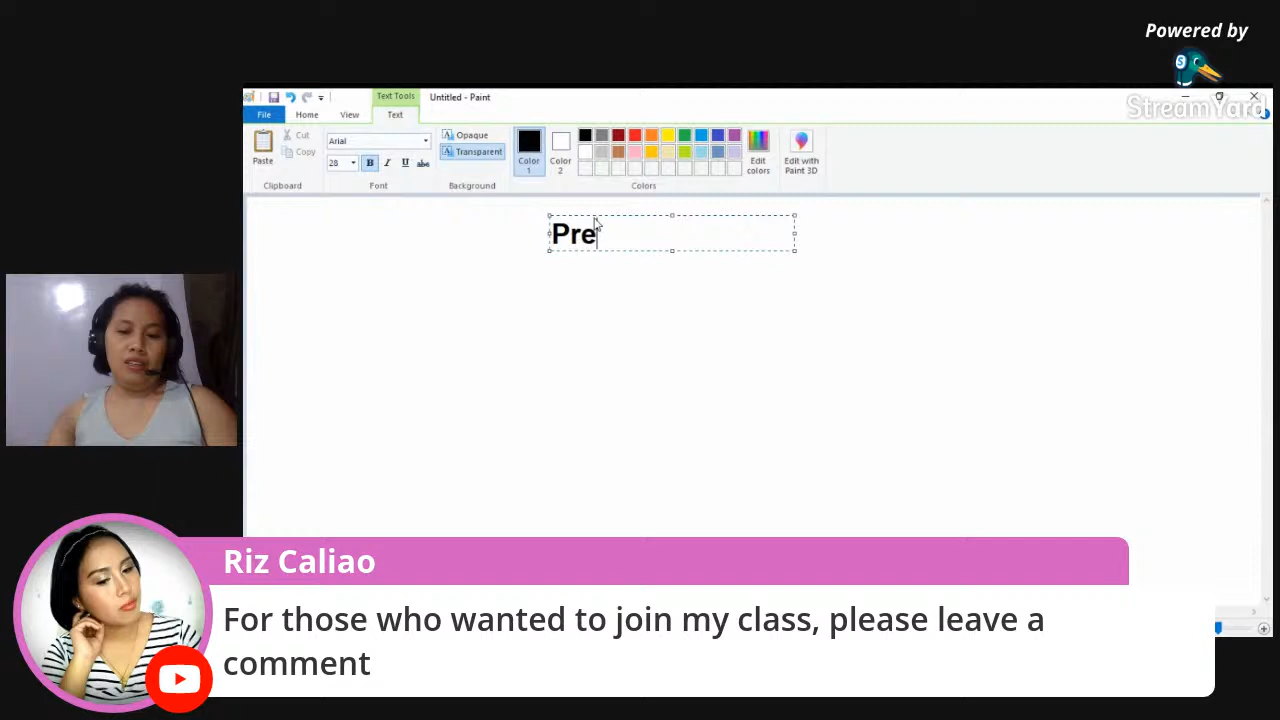 Powered by
StreamYard
Text Tools
Untitled - Paint
File
Home
View
Text
Paste
Cut
Copy
Clipboard
Arial
28
B
I
U
abc
Font
A Opaque
A Transparent
Background
Color 1
Color 2
Colors
Edit colors
Edit with Paint 3D
Pre
Riz Caliao
For those who wanted to join my class, please leave a
comment